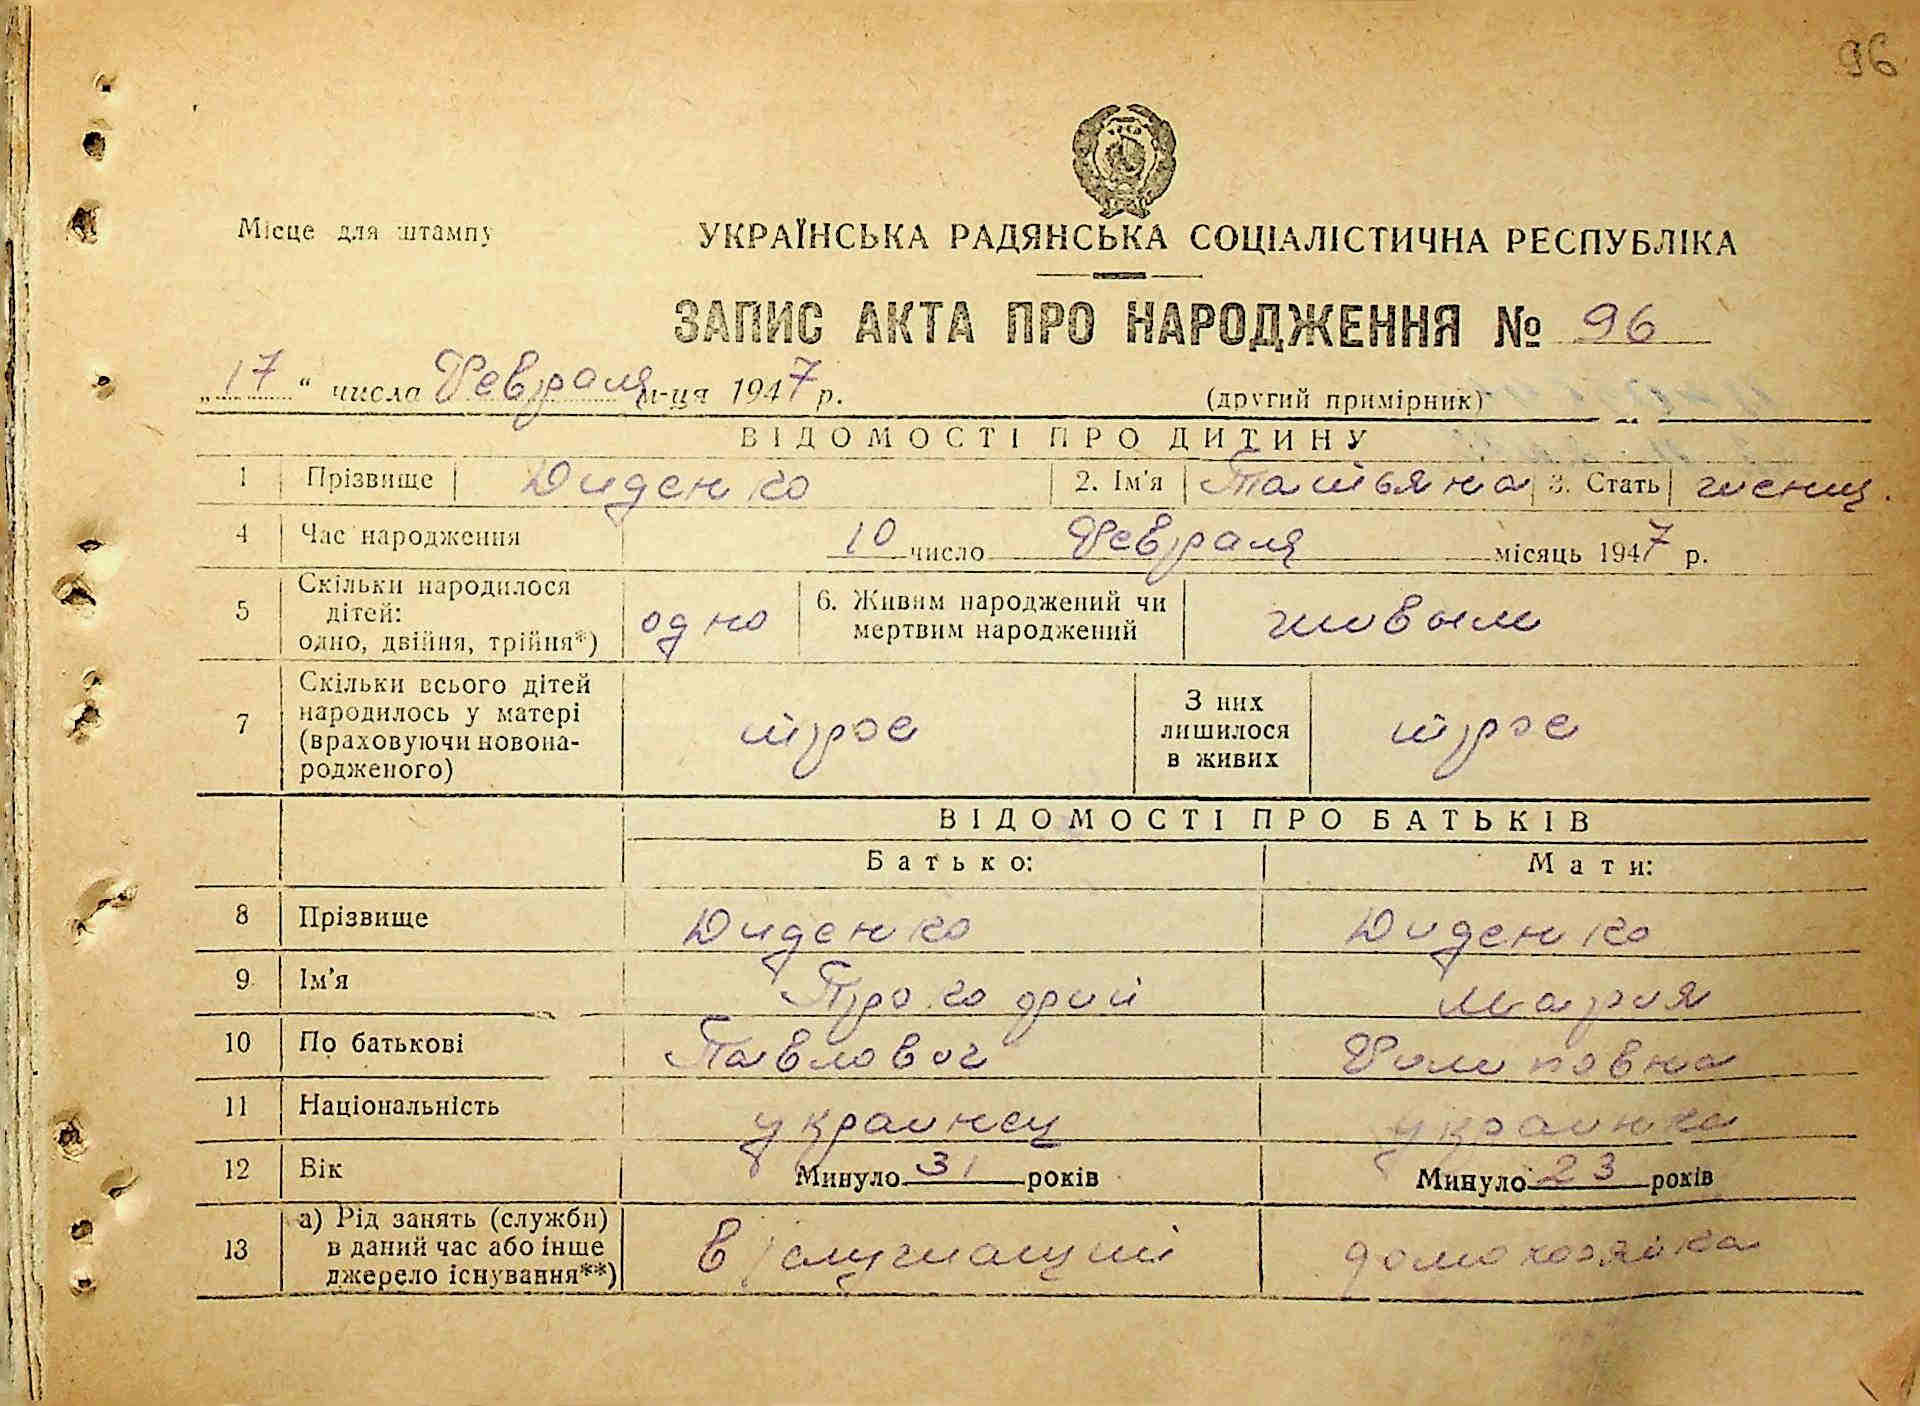 96
Місце для штампу
УКРАЇНСЬКА РАДЯНСЬКА СОЦІАЛІСТИЧНА РЕСПУБЛІКА
ЗАПИС АКТА ПРО НАРОДЖЕННЯ № 96
„17“ числа Февраля м-ця 1947 р. (другий примірник)
ВІДОМОСТІ ПРО ДИТИНУ
1 Прізвище Диденко 2. Ім'я Татьяна 3. Стать женщ.
4 Час народження 10 число Февраля місяць 1947 р.
5 Скільки народилося
дітей:
одно, двійня, трійня*) одно 6. Живим народжений чи
мертвим народжений живым
7 Скільки всього дітей
народилось у матері
(враховуючи новона-
родженого) трое З них
лишилося
в живих трое
ВІДОМОСТІ ПРО БАТЬКІВ
Батько: Мати:
8 Прізвище Диденко Диденко
9 Ім'я Мария
10 По батькові Павлович Филиповна
11 Національність украинец украинка
12 Вік Минуло 31 років Минуло 23 років
13 а) Рід занять (служби)
в даний час або інше
джерело існування**) в/служащий домохозяйка